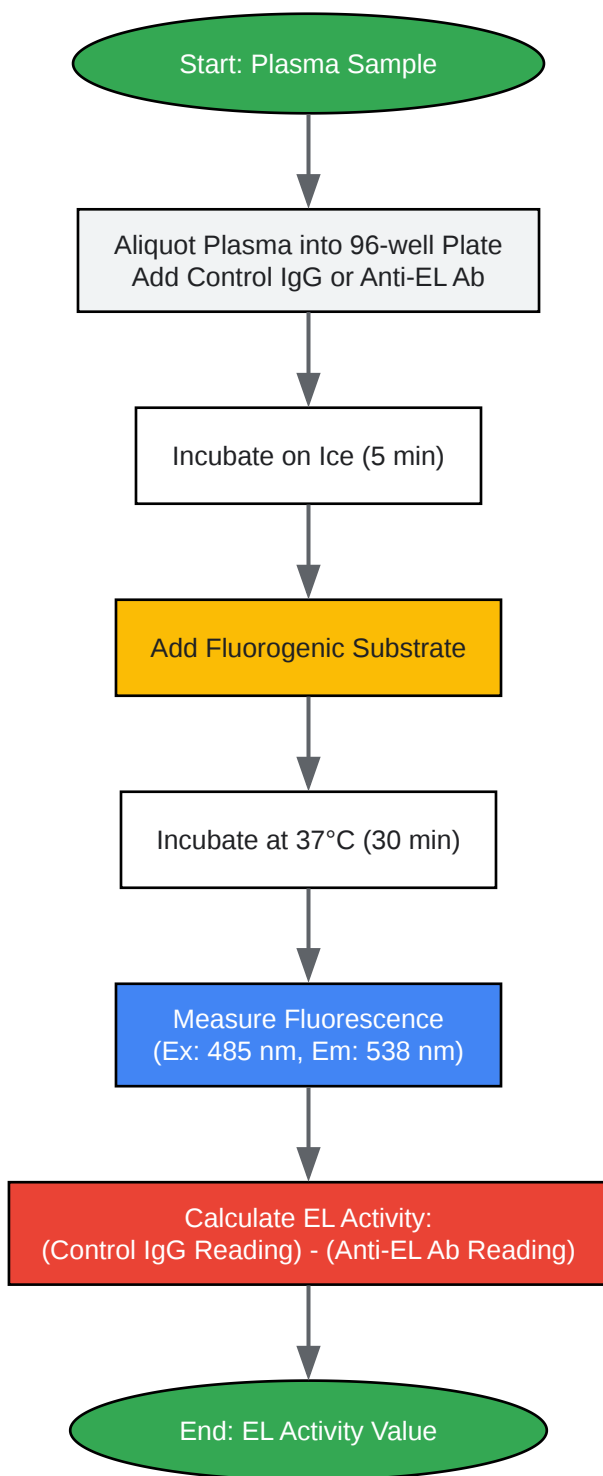 Start: Plasma Sample
Aliquot Plasma into 96-well Plate
Add Control IgG or Anti-EL Ab
Incubate on Ice (5 min)
Add Fluorogenic Substrate
Incubate at 37°C (30 min)
Measure Fluorescence
(Ex: 485 nm, Em: 538 nm)
Calculate EL Activity:
(Control IgG Reading) - (Anti-EL Ab Reading)
End: EL Activity Value